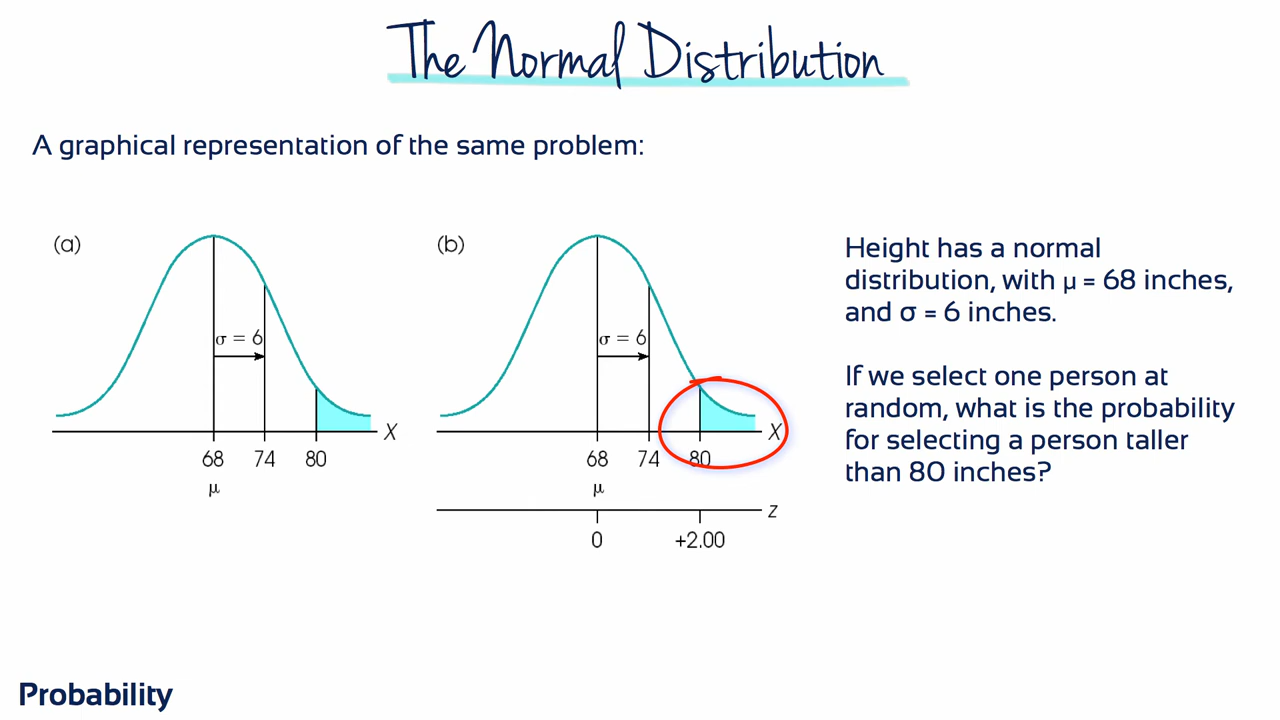 The Normal Distribution
A graphical representation of the same problem:
(a)
σ = 6
X
68 74 80
μ
(b)
σ = 6
X
68 74 80
μ
z
0 +2.00
Height has a normal
distribution, with μ = 68 inches,
and σ = 6 inches.
If we select one person at
random, what is the probability
for selecting a person taller
than 80 inches?
Probability